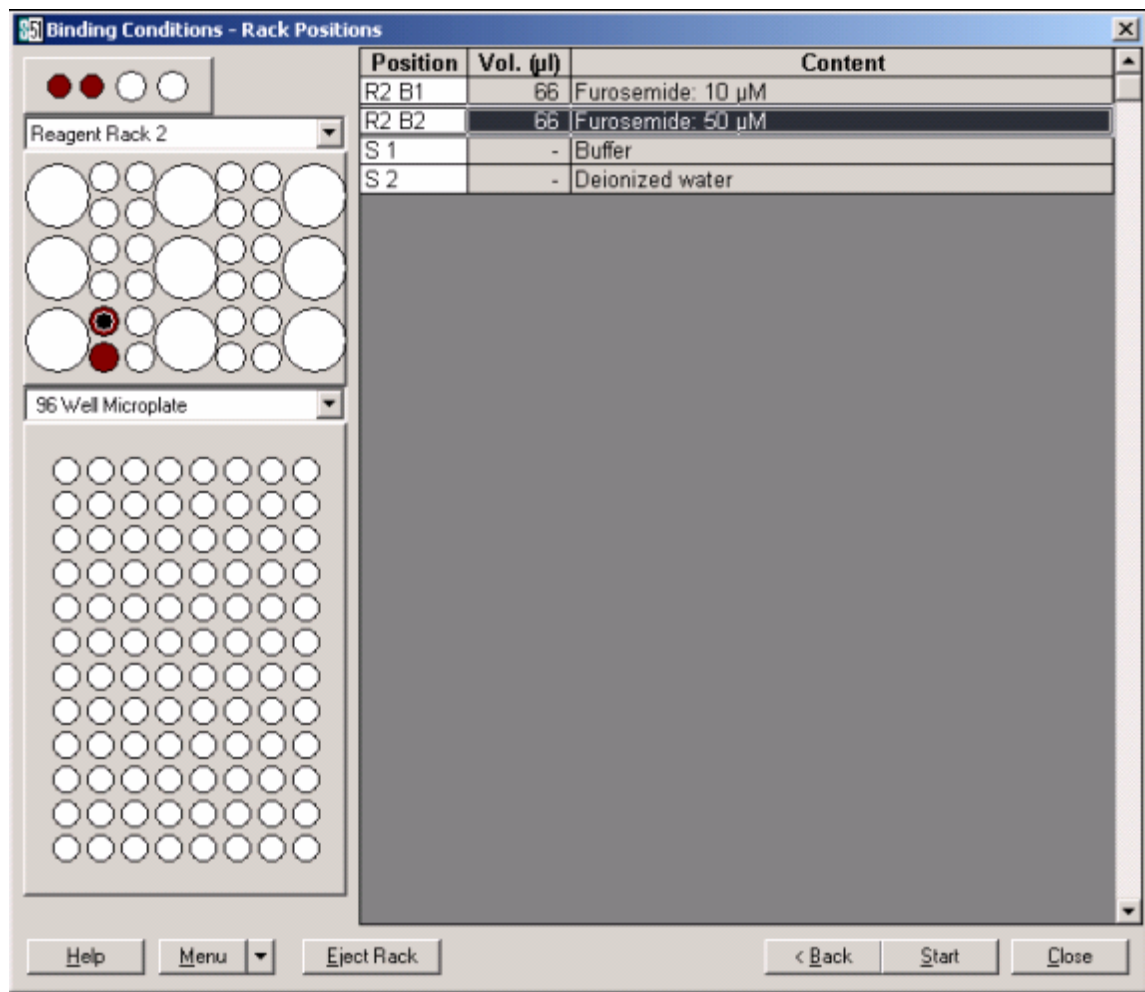 S51 Binding Conditions - Rack Positions
Position Vol. (µl) Content
R2 B1 66 Furosemide: 10 µM
Reagent Rack 2
R2 B2 66 Furosemide: 50 µM
S 1 - Buffer
S 2 - Deionized water
96 Well Microplate
Help Menu Eject Rack < Back Start Close